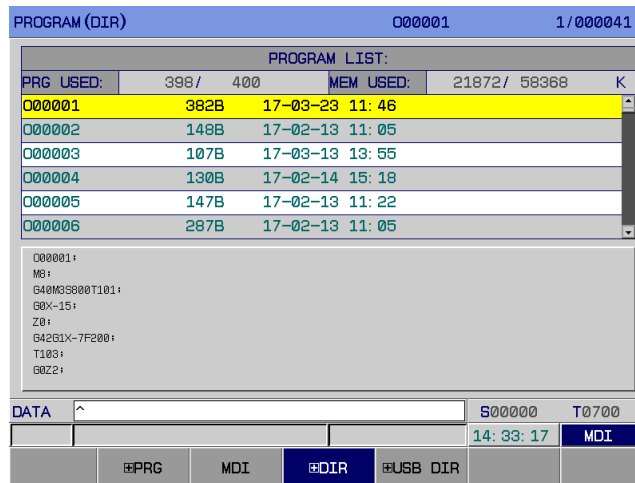 PROGRAM(DIR) O00001 1/000041
PROGRAM LIST:
PRG USED: 398/ 400 MEM USED: 21872/ 58368 K
O00001 382B 17-03-23 11:46
O00002 148B 17-02-13 11:05
O00003 107B 17-03-13 13:55
O00004 130B 17-02-14 15:18
O00005 147B 17-02-13 11:22
O00006 287B 17-02-13 11:05
O00001;
M8;
G40M3S800T101;
G0X-15;
Z0;
G42G1X-7F200;
T103;
G0Z2;
DATA ^ S00000 T0700
14:33:17 MDI
⊞PRG MDI ⊞DIR ⊞USB DIR